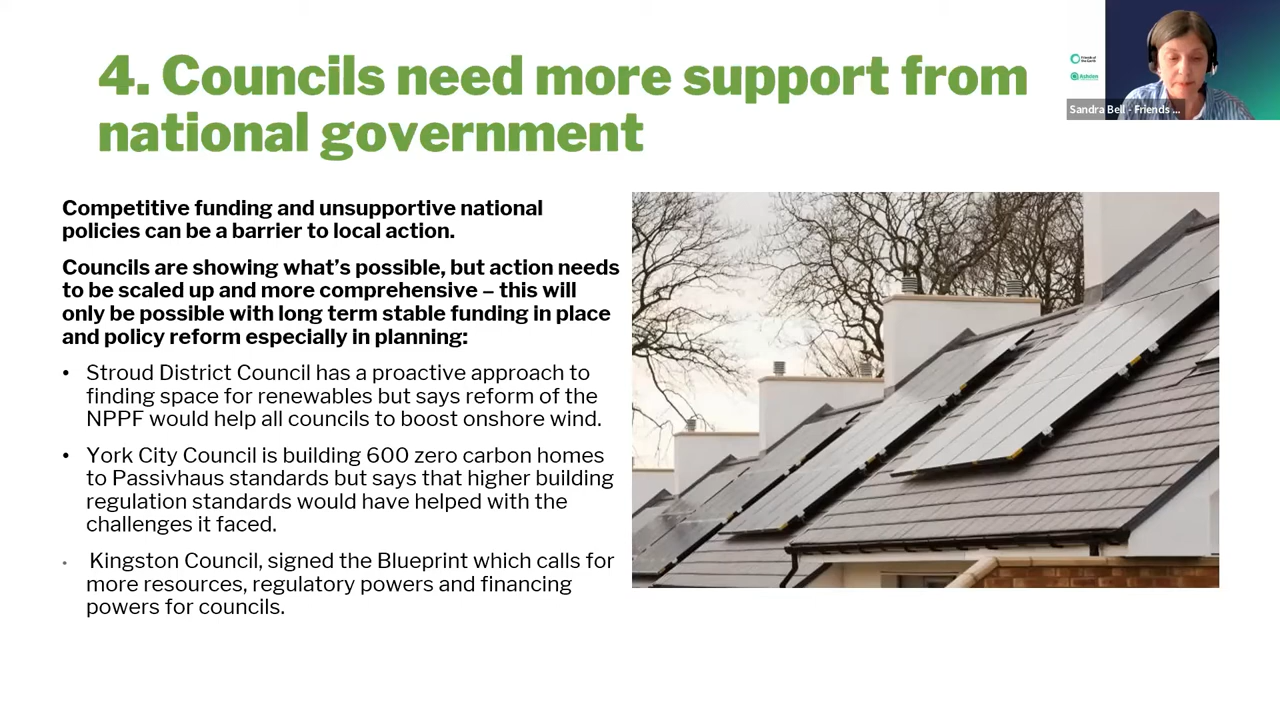 4. Councils need more support from
national government
Friends of
the Earth
Ashden
Sandra Bell - Friends ...
Competitive funding and unsupportive national
policies can be a barrier to local action.
Councils are showing what’s possible, but action needs
to be scaled up and more comprehensive – this will
only be possible with long term stable funding in place
and policy reform especially in planning:
• Stroud District Council has a proactive approach to
finding space for renewables but says reform of the
NPPF would help all councils to boost onshore wind.
• York City Council is building 600 zero carbon homes
to Passivhaus standards but says that higher building
regulation standards would have helped with the
challenges it faced.
• Kingston Council, signed the Blueprint which calls for
more resources, regulatory powers and financing
powers for councils.